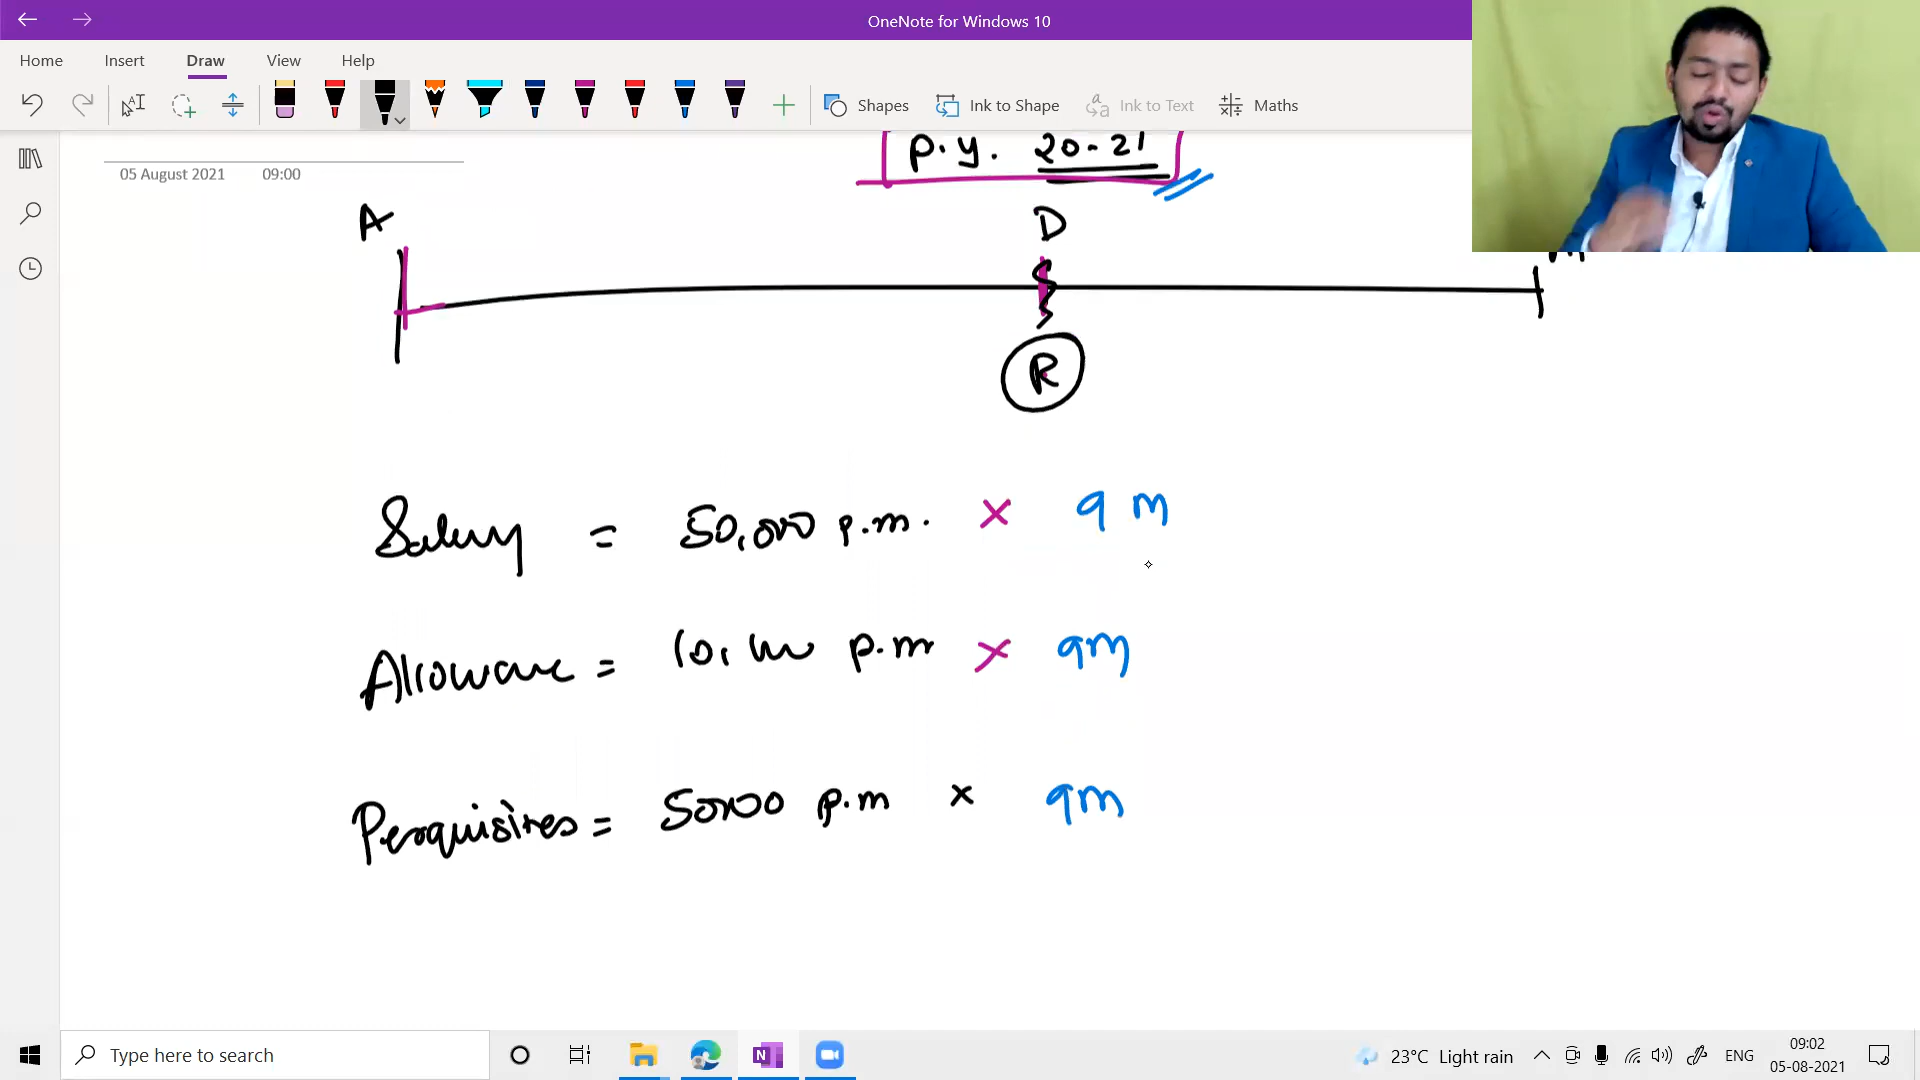 OneNote for Windows 10
Home Insert Draw View Help
Shapes Ink to Shape Ink to Text Maths
P.Y. 20-21
05 August 2021 09:00
A D
R
Salary = 50,000 p.m. × 9 m
Allowance = 10,000 p.m × 9m
Perquisites = 5000 p.m × 9m
Type here to search
23°C Light rain ENG 09:02
05-08-2021